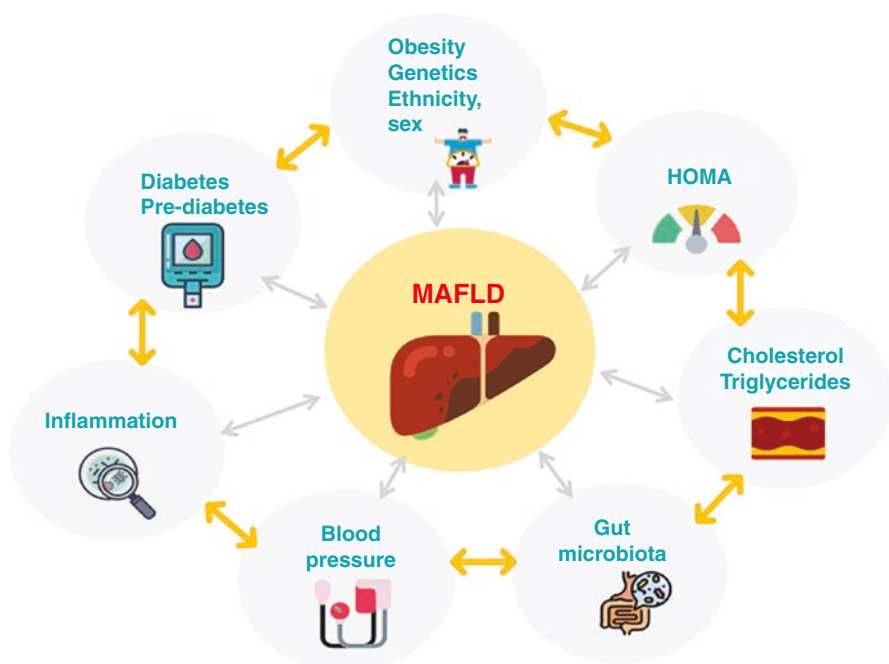 Obesity
Genetics
Ethnicity,
sex
HOMA
Diabetes
Pre-diabetes
MAFLD
Cholesterol
Triglycerides
Inflammation
Blood
pressure
Gut
microbiota